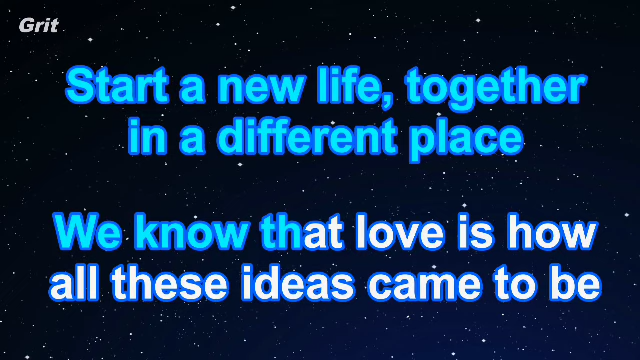 Grit
Start a new life, together
in a different place
We know that love is how
all these ideas came to be